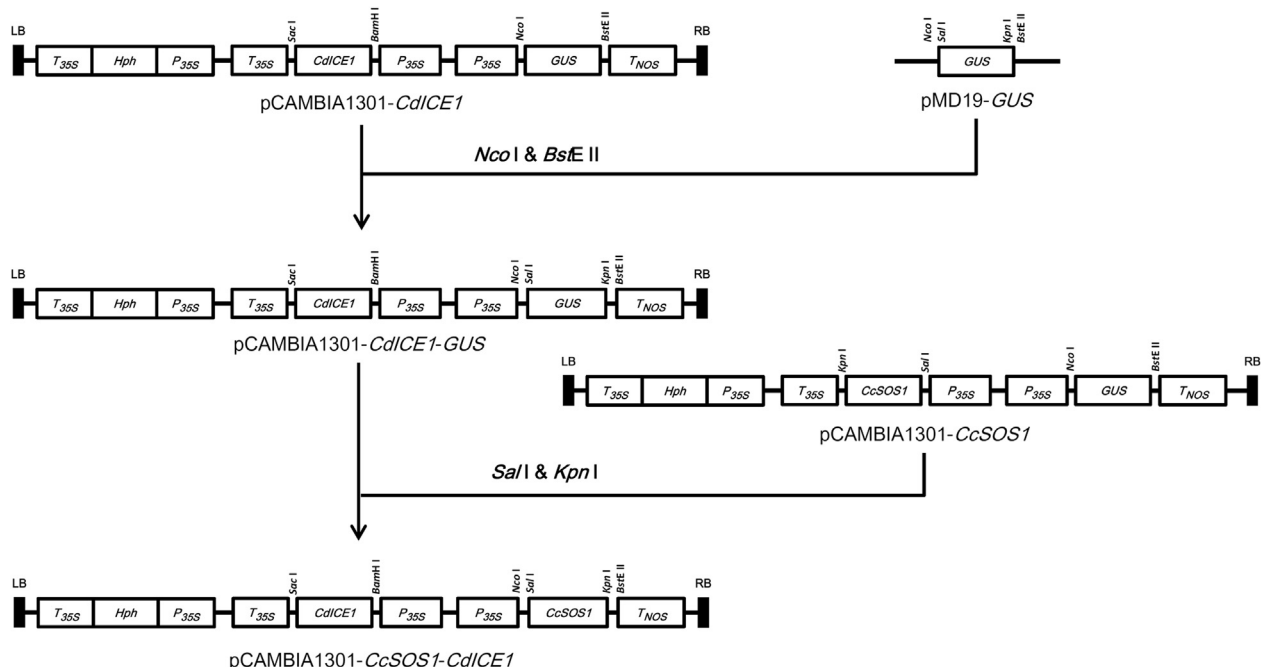 LB Sac I BamH I Nco I BstE II RB
T35S Hph P35S T35S CdICE1 P35S P35S GUS TNOS
pCAMBIA1301-CdICE1
Nco I Sal I Kpn I BstE II
GUS
pMD19-GUS
Nco I & BstE II
LB Sac I BamH I Nco I Sal I Kpn I BstE II RB
T35S Hph P35S T35S CdICE1 P35S P35S GUS TNOS
pCAMBIA1301-CdICE1-GUS
LB Kpn I Sal I Nco I BstE II RB
T35S Hph P35S T35S CcSOS1 P35S P35S GUS TNOS
pCAMBIA1301-CcSOS1
Sal I & Kpn I
LB Sac I BamH I Nco I Sal I Kpn I BstE II RB
T35S Hph P35S T35S CdICE1 P35S P35S CcSOS1 TNOS
pCAMBIA1301-CcSOS1-CdICE1